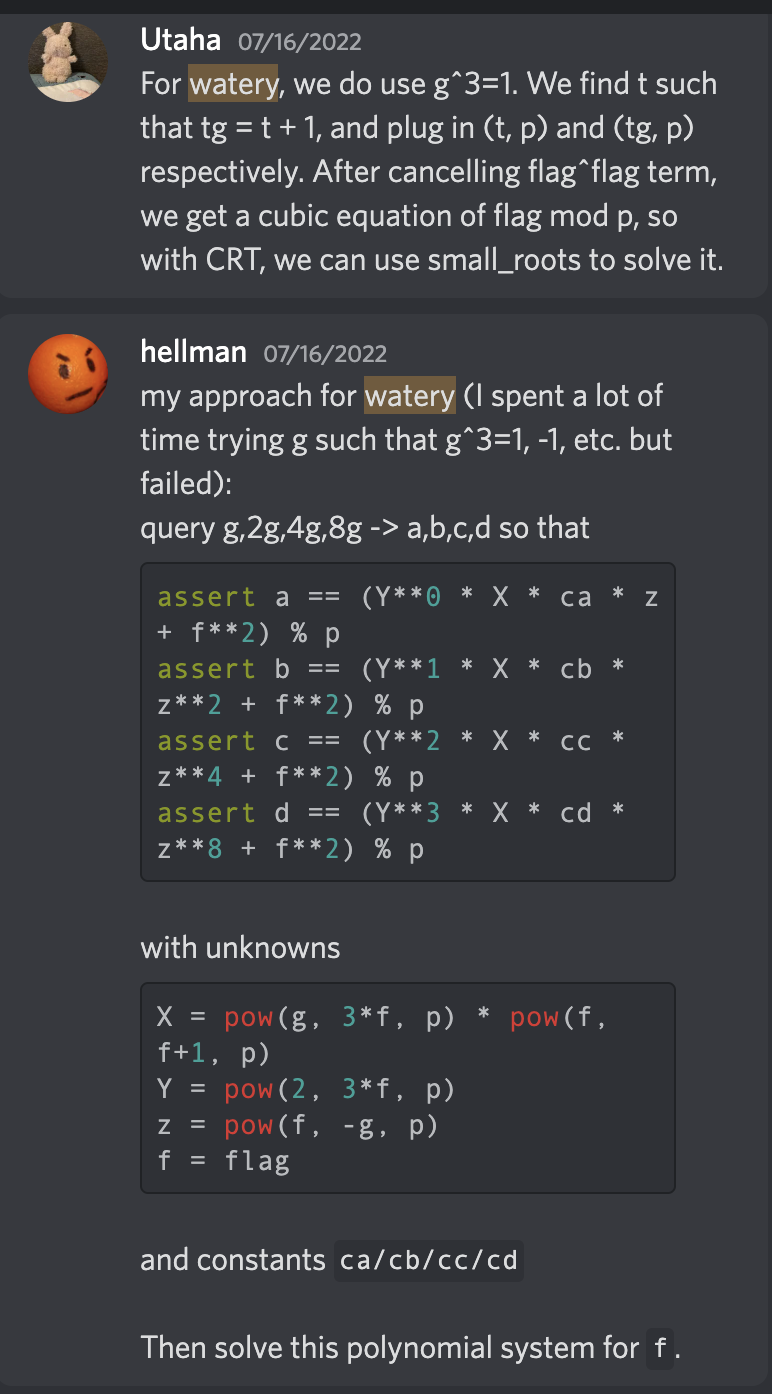 Utaha 07/16/2022
For watery, we do use g^3=1. We find t such
that tg = t + 1, and plug in (t, p) and (tg, p)
respectively. After cancelling flag^flag term,
we get a cubic equation of flag mod p, so
with CRT, we can use small_roots to solve it.
hellman 07/16/2022
my approach for watery (I spent a lot of
time trying g such that g^3=1, -1, etc. but
failed):
query g,2g,4g,8g -> a,b,c,d so that
assert a == (Y**0 * X * ca * z
+ f**2) % p
assert b == (Y**1 * X * cb *
z**2 + f**2) % p
assert c == (Y**2 * X * cc *
z**4 + f**2) % p
assert d == (Y**3 * X * cd *
z**8 + f**2) % p
with unknowns
X = pow(g, 3*f, p) * pow(f,
f+1, p)
Y = pow(2, 3*f, p)
z = pow(f, -g, p)
f = flag
and constants ca/cb/cc/cd
Then solve this polynomial system for f.